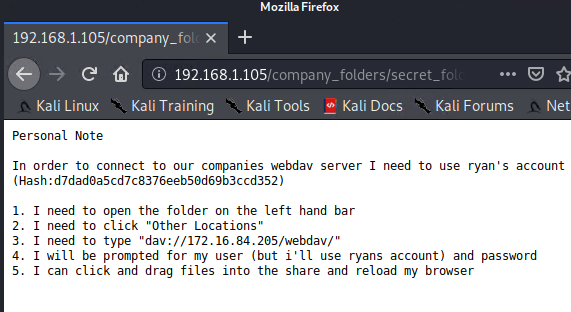 Mozilla Firefox
192.168.1.105/company_fol
192.168.1.105/company_folders/secret_fol
Kali Linux Kali Training Kali Tools Kali Docs Kali Forums Net
Personal Note
In order to connect to our companies webdav server I need to use ryan's account
(Hash:d7dad0a5cd7c8376eeb50d69b3ccd352)
1. I need to open the folder on the left hand bar
2. I need to click "Other Locations"
3. I need to type "dav://172.16.84.205/webdav/"
4. I will be prompted for my user (but i'll use ryans account) and password
5. I can click and drag files into the share and reload my browser